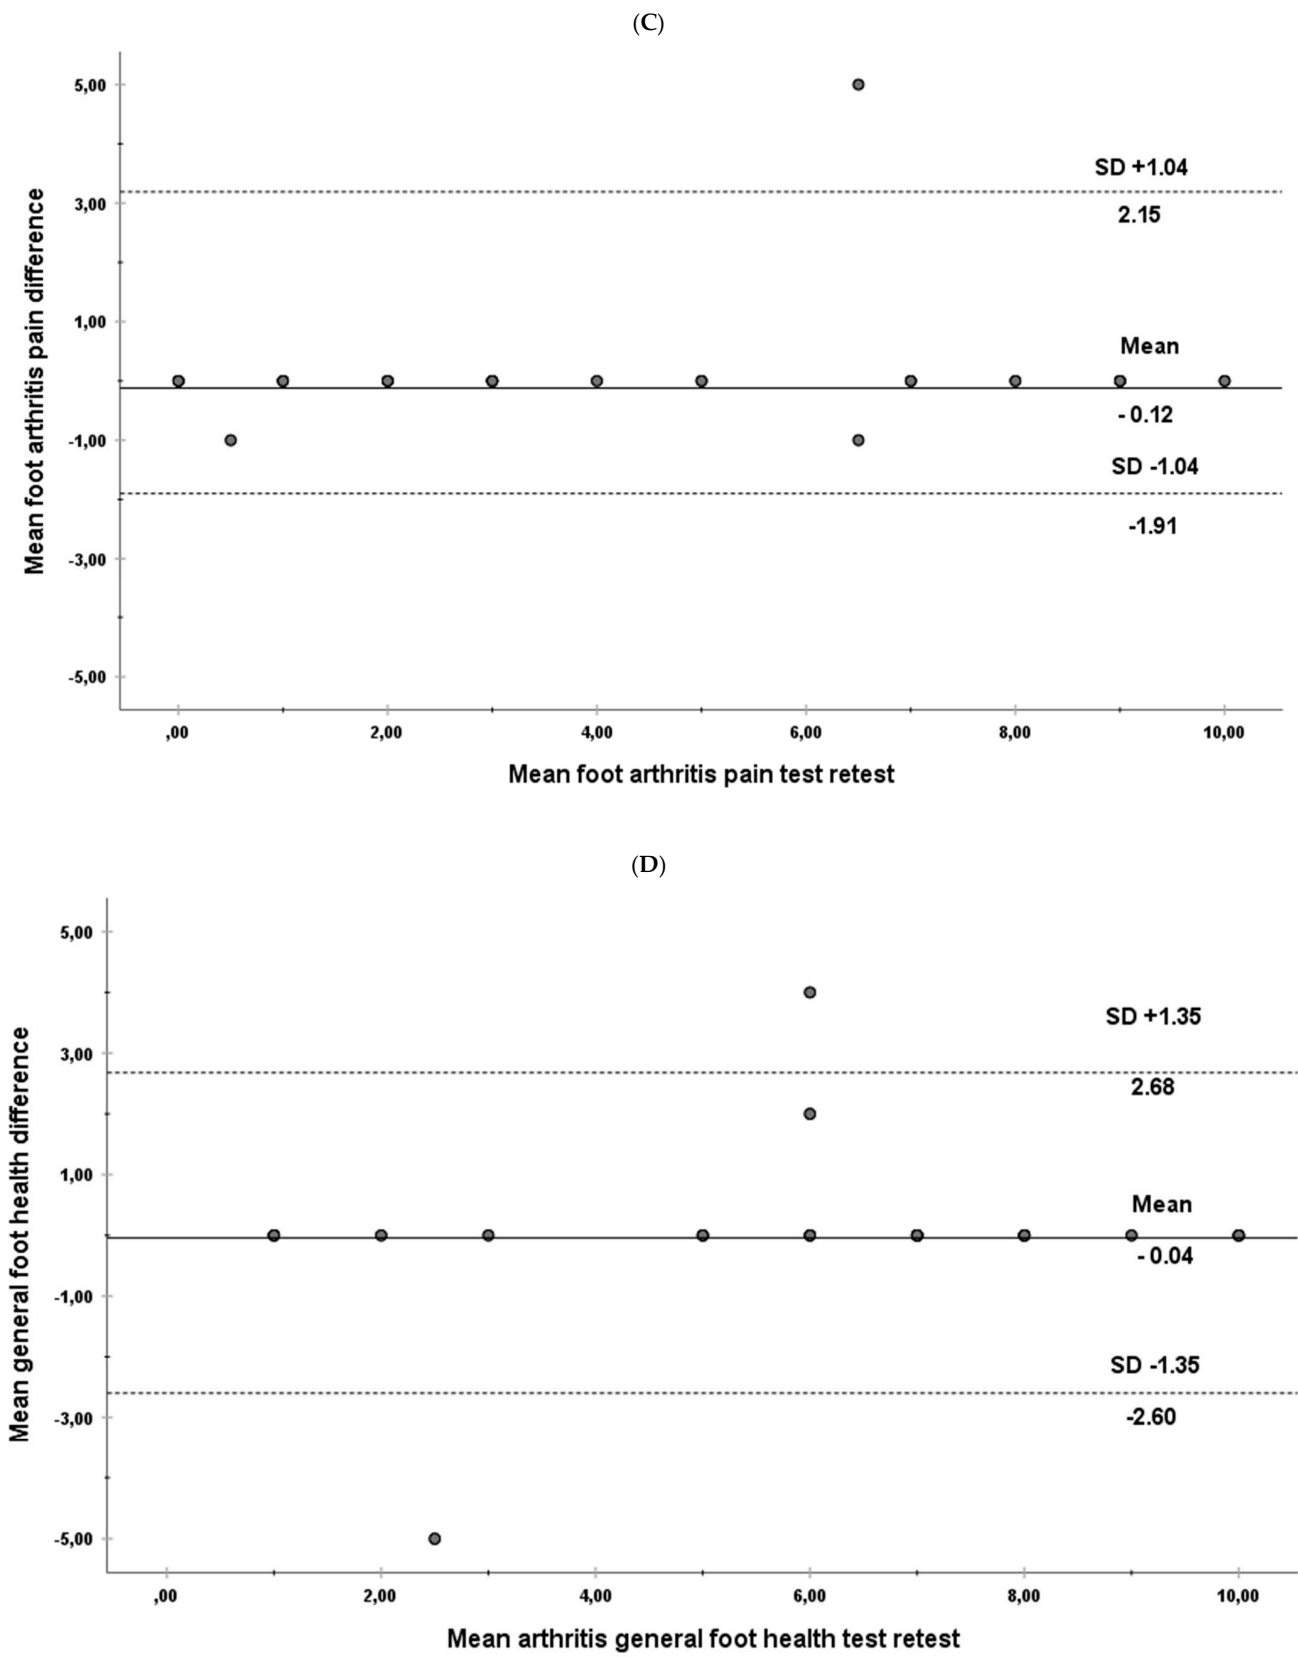 (C)
5,00
SD +1.04
3,00
2.15
1,00
Mean
- 0.12
-1,00
SD -1.04
-1.91
-3,00
-5,00
Mean foot arthritis pain difference
,00 2,00 4,00 6,00 8,00 10,00
Mean foot arthritis pain test retest
(D)
5,00
SD +1.35
3,00
2.68
1,00
Mean
- 0.04
-1,00
SD -1.35
-3,00
-2.60
-5,00
Mean general foot health difference
,00 2,00 4,00 6,00 8,00 10,00
Mean arthritis general foot health test retest